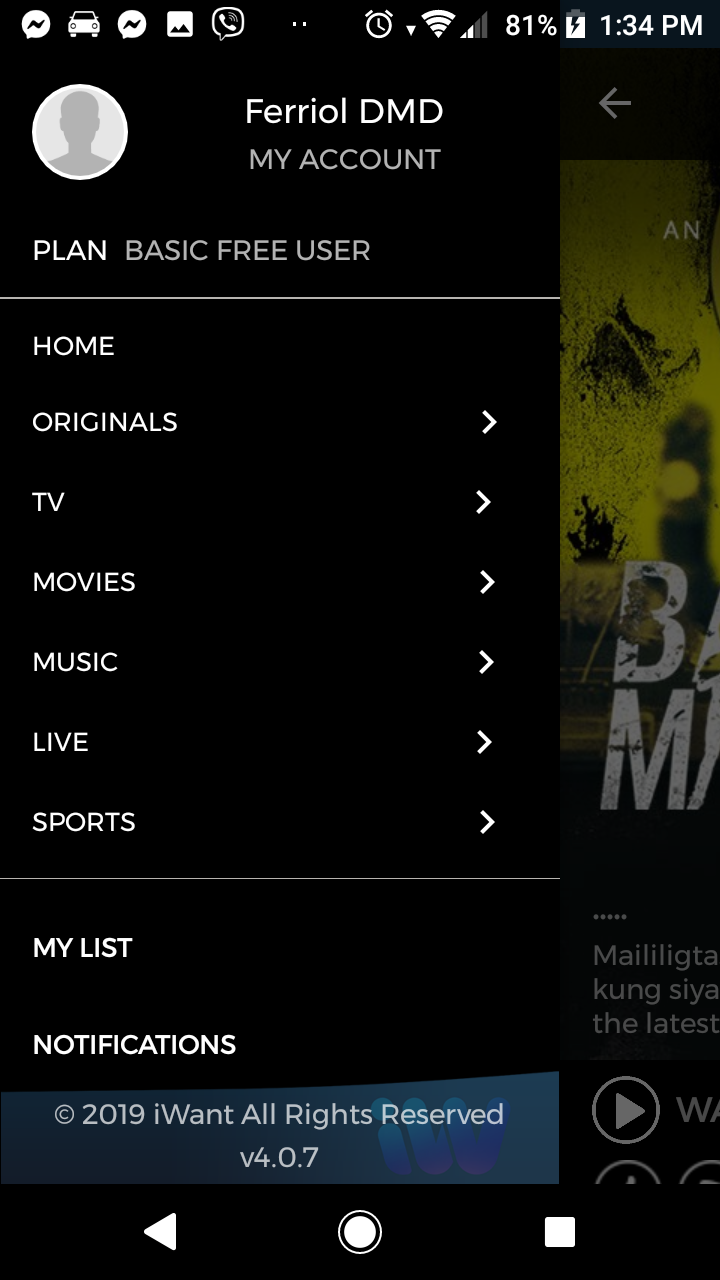 81% 1:34 PM
Ferriol DMD
MY ACCOUNT
PLAN BASIC FREE USER
HOME
ORIGINALS
TV
MOVIES
MUSIC
LIVE
SPORTS
MY LIST
NOTIFICATIONS
© 2019 iWant All Rights Reserved
v4.0.7
AN
BA
MA
Maililigta
kung siya
the latest
WA